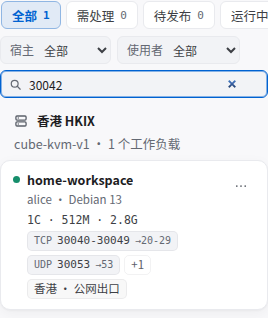 全部 1 需处理 0 待发布 0 运行中
宿主 全部 使用者 全部
30042 ×
香港 HKIX
cube-kvm-v1 • 1 个工作负载
home-workspace ...
alice • Debian 13
1C · 512M · 2.8G
TCP 30040-30049 →20-29
UDP 30053 →53 +1
香港 · 公网出口